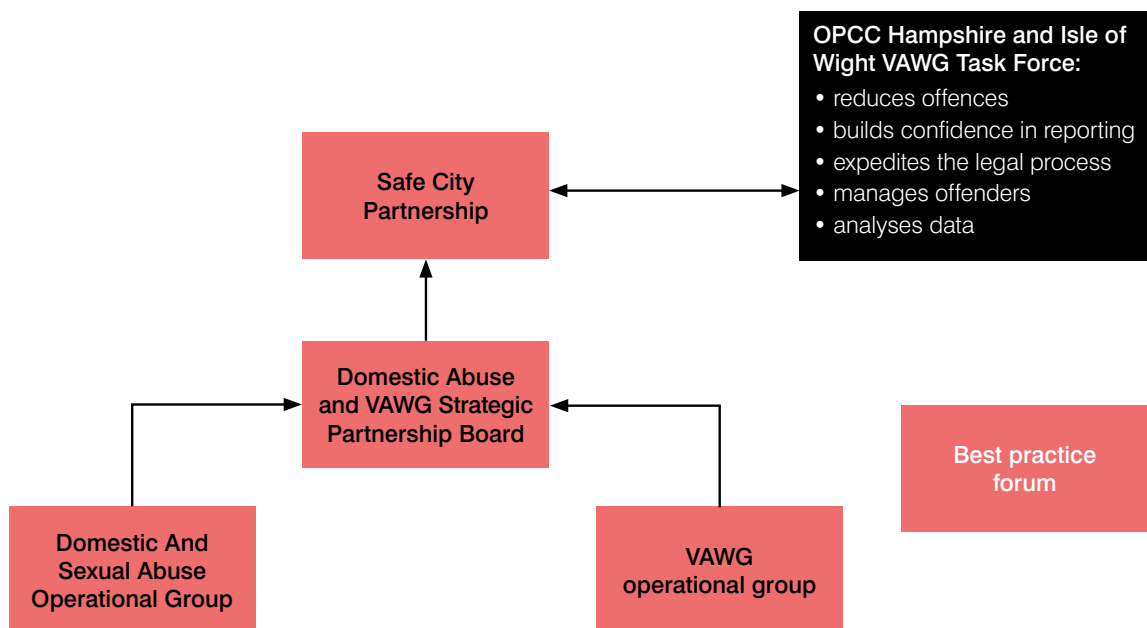 OPCC Hampshire and Isle of
Wight VAWG Task Force:
• reduces offences
• builds confidence in reporting
• expedites the legal process
• manages offenders
• analyses data
Safe City
Partnership
Domestic Abuse
and VAWG Strategic
Partnership Board
Best practice
forum
Domestic And
Sexual Abuse
Operational Group
VAWG
operational group